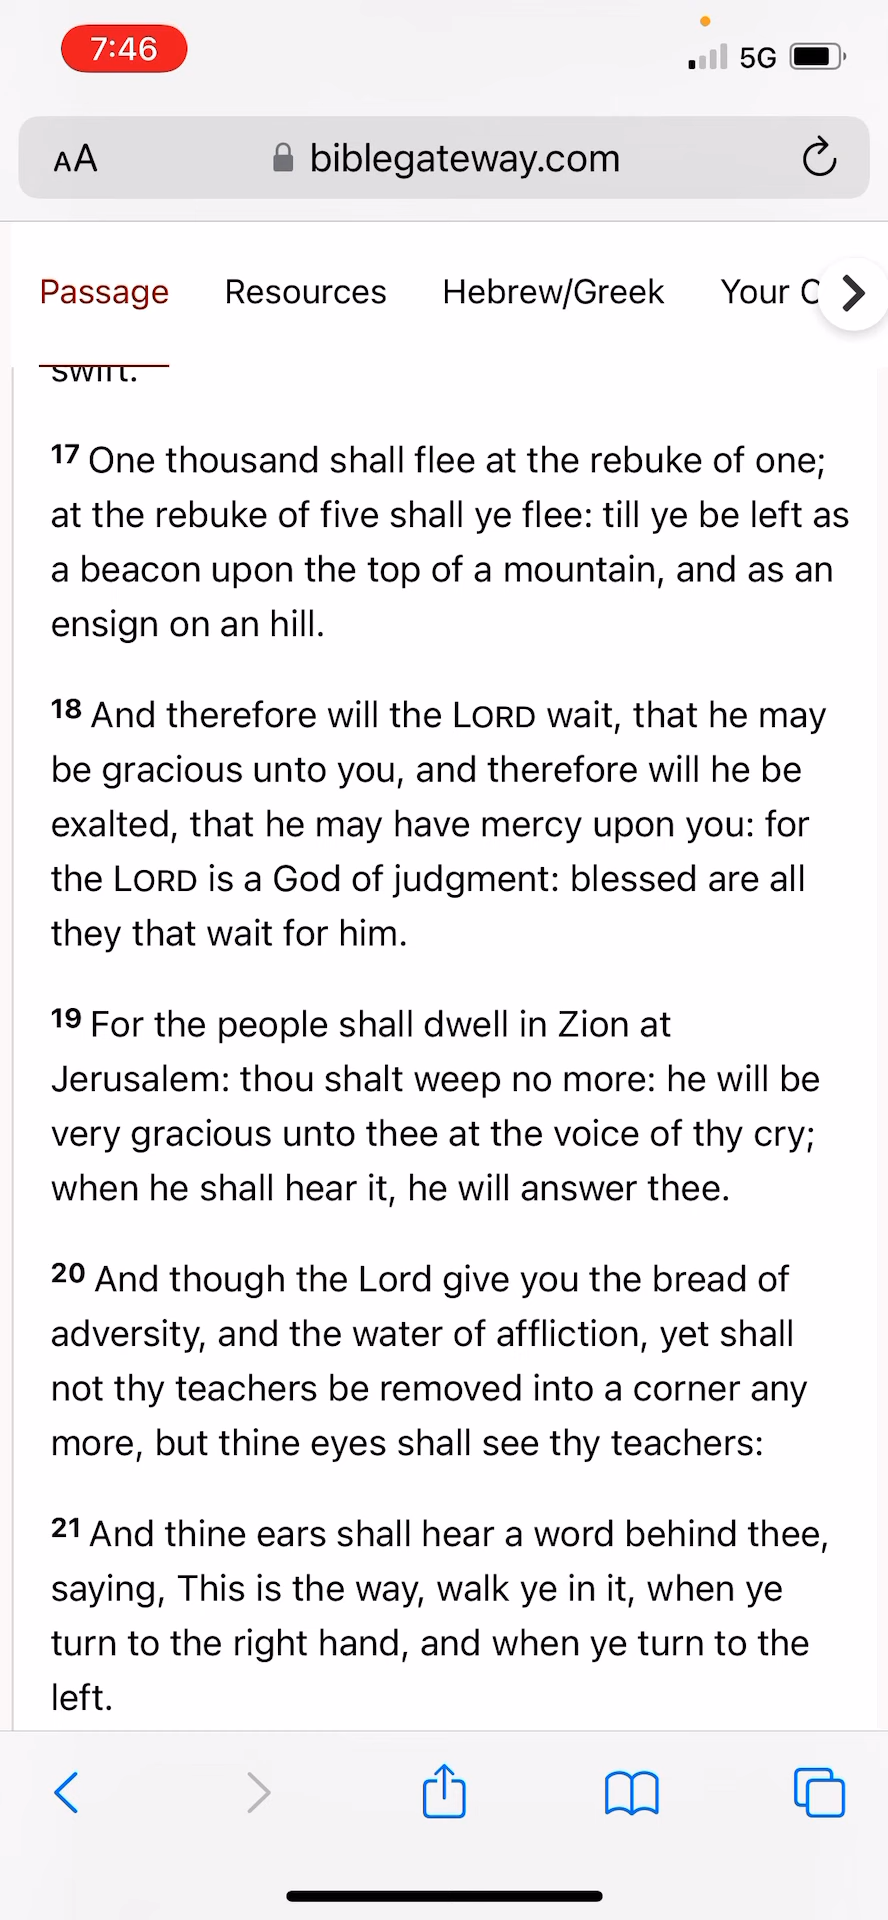 7:46
5G
AA
biblegateway.com
Passage Resources Hebrew/Greek Your C
swift.
17 One thousand shall flee at the rebuke of one;
at the rebuke of five shall ye flee: till ye be left as
a beacon upon the top of a mountain, and as an
ensign on an hill.
18 And therefore will the LORD wait, that he may
be gracious unto you, and therefore will he be
exalted, that he may have mercy upon you: for
the LORD is a God of judgment: blessed are all
they that wait for him.
19 For the people shall dwell in Zion at
Jerusalem: thou shalt weep no more: he will be
very gracious unto thee at the voice of thy cry;
when he shall hear it, he will answer thee.
20 And though the Lord give you the bread of
adversity, and the water of affliction, yet shall
not thy teachers be removed into a corner any
more, but thine eyes shall see thy teachers:
21 And thine ears shall hear a word behind thee,
saying, This is the way, walk ye in it, when ye
turn to the right hand, and when ye turn to the
left.